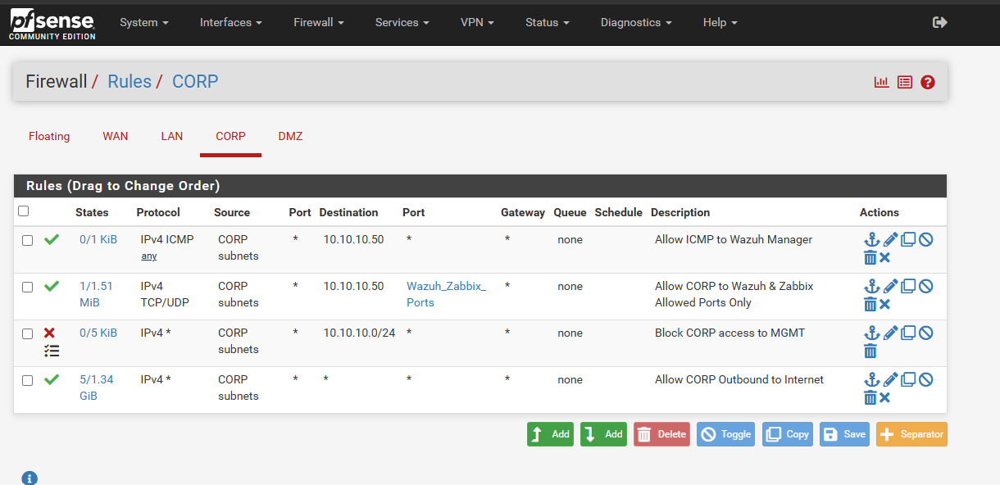 pfsense
COMMUNITY EDITION
System Interfaces Firewall Services VPN Status Diagnostics Help
Firewall / Rules / CORP
Floating WAN LAN CORP DMZ
Rules (Drag to Change Order)
States Protocol Source Port Destination Port Gateway Queue Schedule Description Actions
0/1 KiB IPv4 ICMP CORP * 10.10.10.50 * * none Allow ICMP to Wazuh Manager
any subnets
1/1.51 IPv4 CORP * 10.10.10.50 Wazuh_Zabbix_ * none Allow CORP to Wazuh & Zabbix
MiB TCP/UDP subnets Ports Allowed Ports Only
0/5 KiB IPv4 * CORP * 10.10.10.0/24 * * none Block CORP access to MGMT
subnets
5/1.34 IPv4 * CORP * * * * none Allow CORP Outbound to Internet
GiB subnets
Add Add Delete Toggle Copy Save Separator